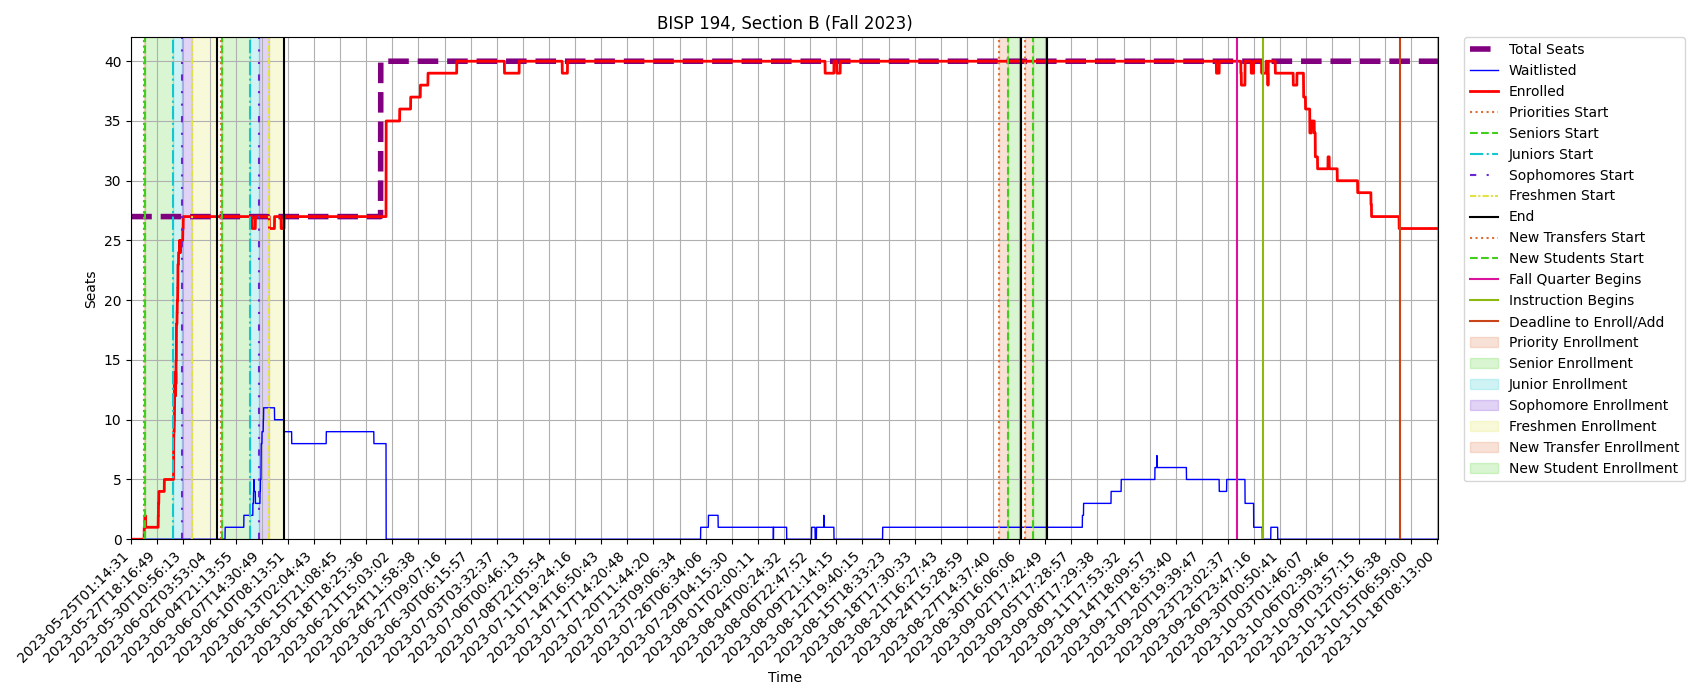 BISP 194, Section B (Fall 2023)
Seats
40
35
30
25
20
15
10
5
0
2023-05-25T01:14:31
2023-05-27T18:16:49
2023-05-30T10:56:13
2023-06-02T03:53:04
2023-06-04T21:13:55
2023-06-07T14:30:49
2023-06-10T08:13:51
2023-06-13T02:04:43
2023-06-15T21:08:45
2023-06-18T18:25:36
2023-06-21T15:03:02
2023-06-24T11:58:38
2023-06-27T09:07:16
2023-06-30T06:15:57
2023-07-03T03:32:37
2023-07-06T00:46:13
2023-07-08T22:05:54
2023-07-11T19:24:16
2023-07-14T16:50:43
2023-07-17T14:20:48
2023-07-20T11:44:20
2023-07-23T09:06:34
2023-07-26T06:34:06
2023-07-29T04:15:30
2023-08-01T02:00:11
2023-08-04T00:24:32
2023-08-06T22:47:52
2023-08-09T21:14:15
2023-08-12T19:40:15
2023-08-15T18:33:23
2023-08-18T17:30:33
2023-08-21T16:27:43
2023-08-24T15:28:59
2023-08-27T14:37:40
2023-08-30T16:06:06
2023-09-02T17:42:49
2023-09-05T17:28:57
2023-09-08T17:29:38
2023-09-11T17:53:32
2023-09-14T18:09:57
2023-09-17T18:53:40
2023-09-20T19:39:47
2023-09-23T23:02:37
2023-09-26T23:47:16
2023-09-30T00:50:41
2023-10-03T01:46:07
2023-10-06T02:39:46
2023-10-09T03:57:15
2023-10-12T05:16:38
2023-10-15T06:59:00
2023-10-18T08:13:00
Time
Total Seats
Waitlisted
Enrolled
Priorities Start
Seniors Start
Juniors Start
Sophomores Start
Freshmen Start
End
New Transfers Start
New Students Start
Fall Quarter Begins
Instruction Begins
Deadline to Enroll/Add
Priority Enrollment
Senior Enrollment
Junior Enrollment
Sophomore Enrollment
Freshmen Enrollment
New Transfer Enrollment
New Student Enrollment